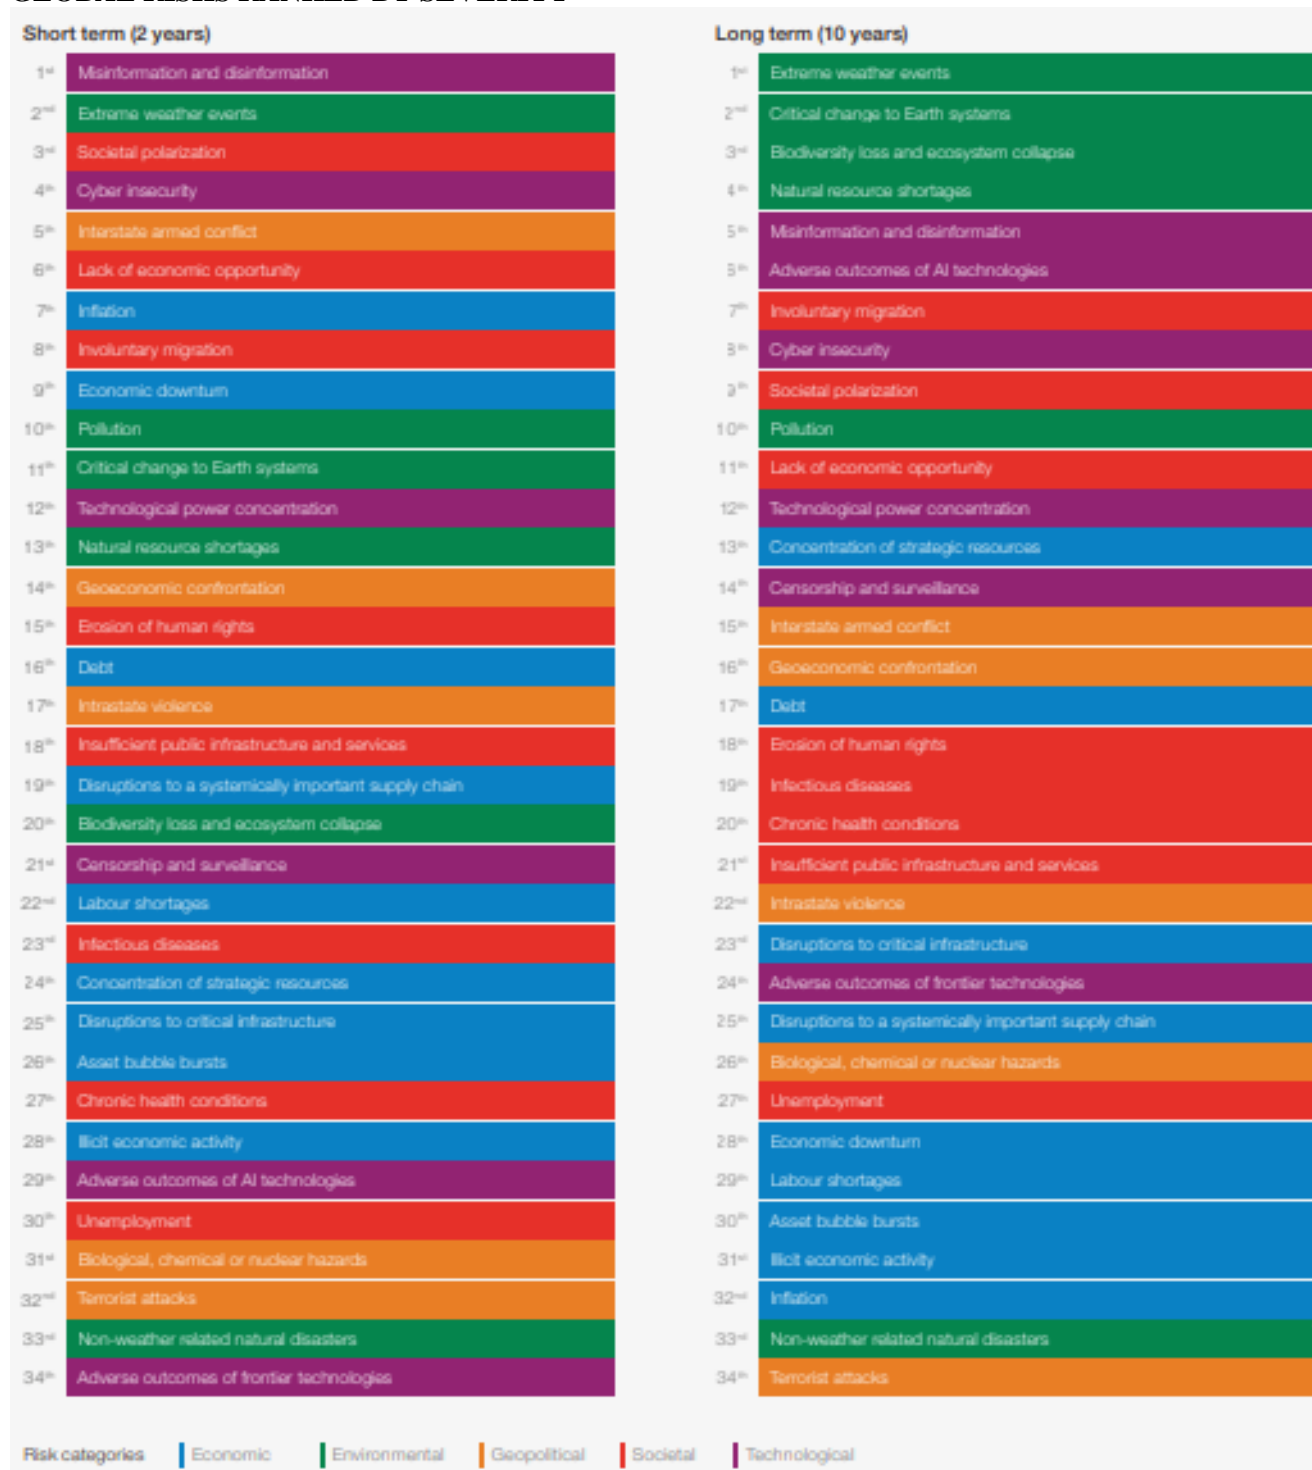 GLOBAL RISKS RANKED BY SEVERITY
Short term (2 years)
1st Misinformation and disinformation
2nd Extreme weather events
3rd Societal polarization
4th Cyber insecurity
5th Interstate armed conflict
6th Lack of economic opportunity
7th Inflation
8th Involuntary migration
9th Economic downturn
10th Pollution
11th Critical change to Earth systems
12th Technological power concentration
13th Natural resource shortages
14th Geoeconomic confrontation
15th Erosion of human rights
16th Debt
17th Intrastate violence
18th Insufficient public infrastructure and services
19th Disruptions to a systemically important supply chain
20th Biodiversity loss and ecosystem collapse
21st Censorship and surveillance
22nd Labour shortages
23rd Infectious diseases
24th Concentration of strategic resources
25th Disruptions to critical infrastructure
26th Asset bubble bursts
27th Chronic health conditions
28th Illicit economic activity
29th Adverse outcomes of AI technologies
30th Unemployment
31st Biological, chemical or nuclear hazards
32nd Terrorist attacks
33rd Non-weather related natural disasters
34th Adverse outcomes of frontier technologies
Long term (10 years)
1st Extreme weather events
2nd Critical change to Earth systems
3rd Biodiversity loss and ecosystem collapse
4th Natural resource shortages
5th Misinformation and disinformation
6th Adverse outcomes of AI technologies
7th Involuntary migration
8th Cyber insecurity
9th Societal polarization
10th Pollution
11th Lack of economic opportunity
12th Technological power concentration
13th Concentration of strategic resources
14th Censorship and surveillance
15th Interstate armed conflict
16th Geoeconomic confrontation
17th Debt
18th Erosion of human rights
19th Infectious diseases
20th Chronic health conditions
21st Insufficient public infrastructure and services
22nd Intrastate violence
23rd Disruptions to critical infrastructure
24th Adverse outcomes of frontier technologies
25th Disruptions to a systemically important supply chain
26th Biological, chemical or nuclear hazards
27th Unemployment
28th Economic downturn
29th Labour shortages
30th Asset bubble bursts
31st Illicit economic activity
32nd Inflation
33rd Non-weather related natural disasters
34th Terrorist attacks
Risk categories Economic Environmental Geopolitical Societal Technological